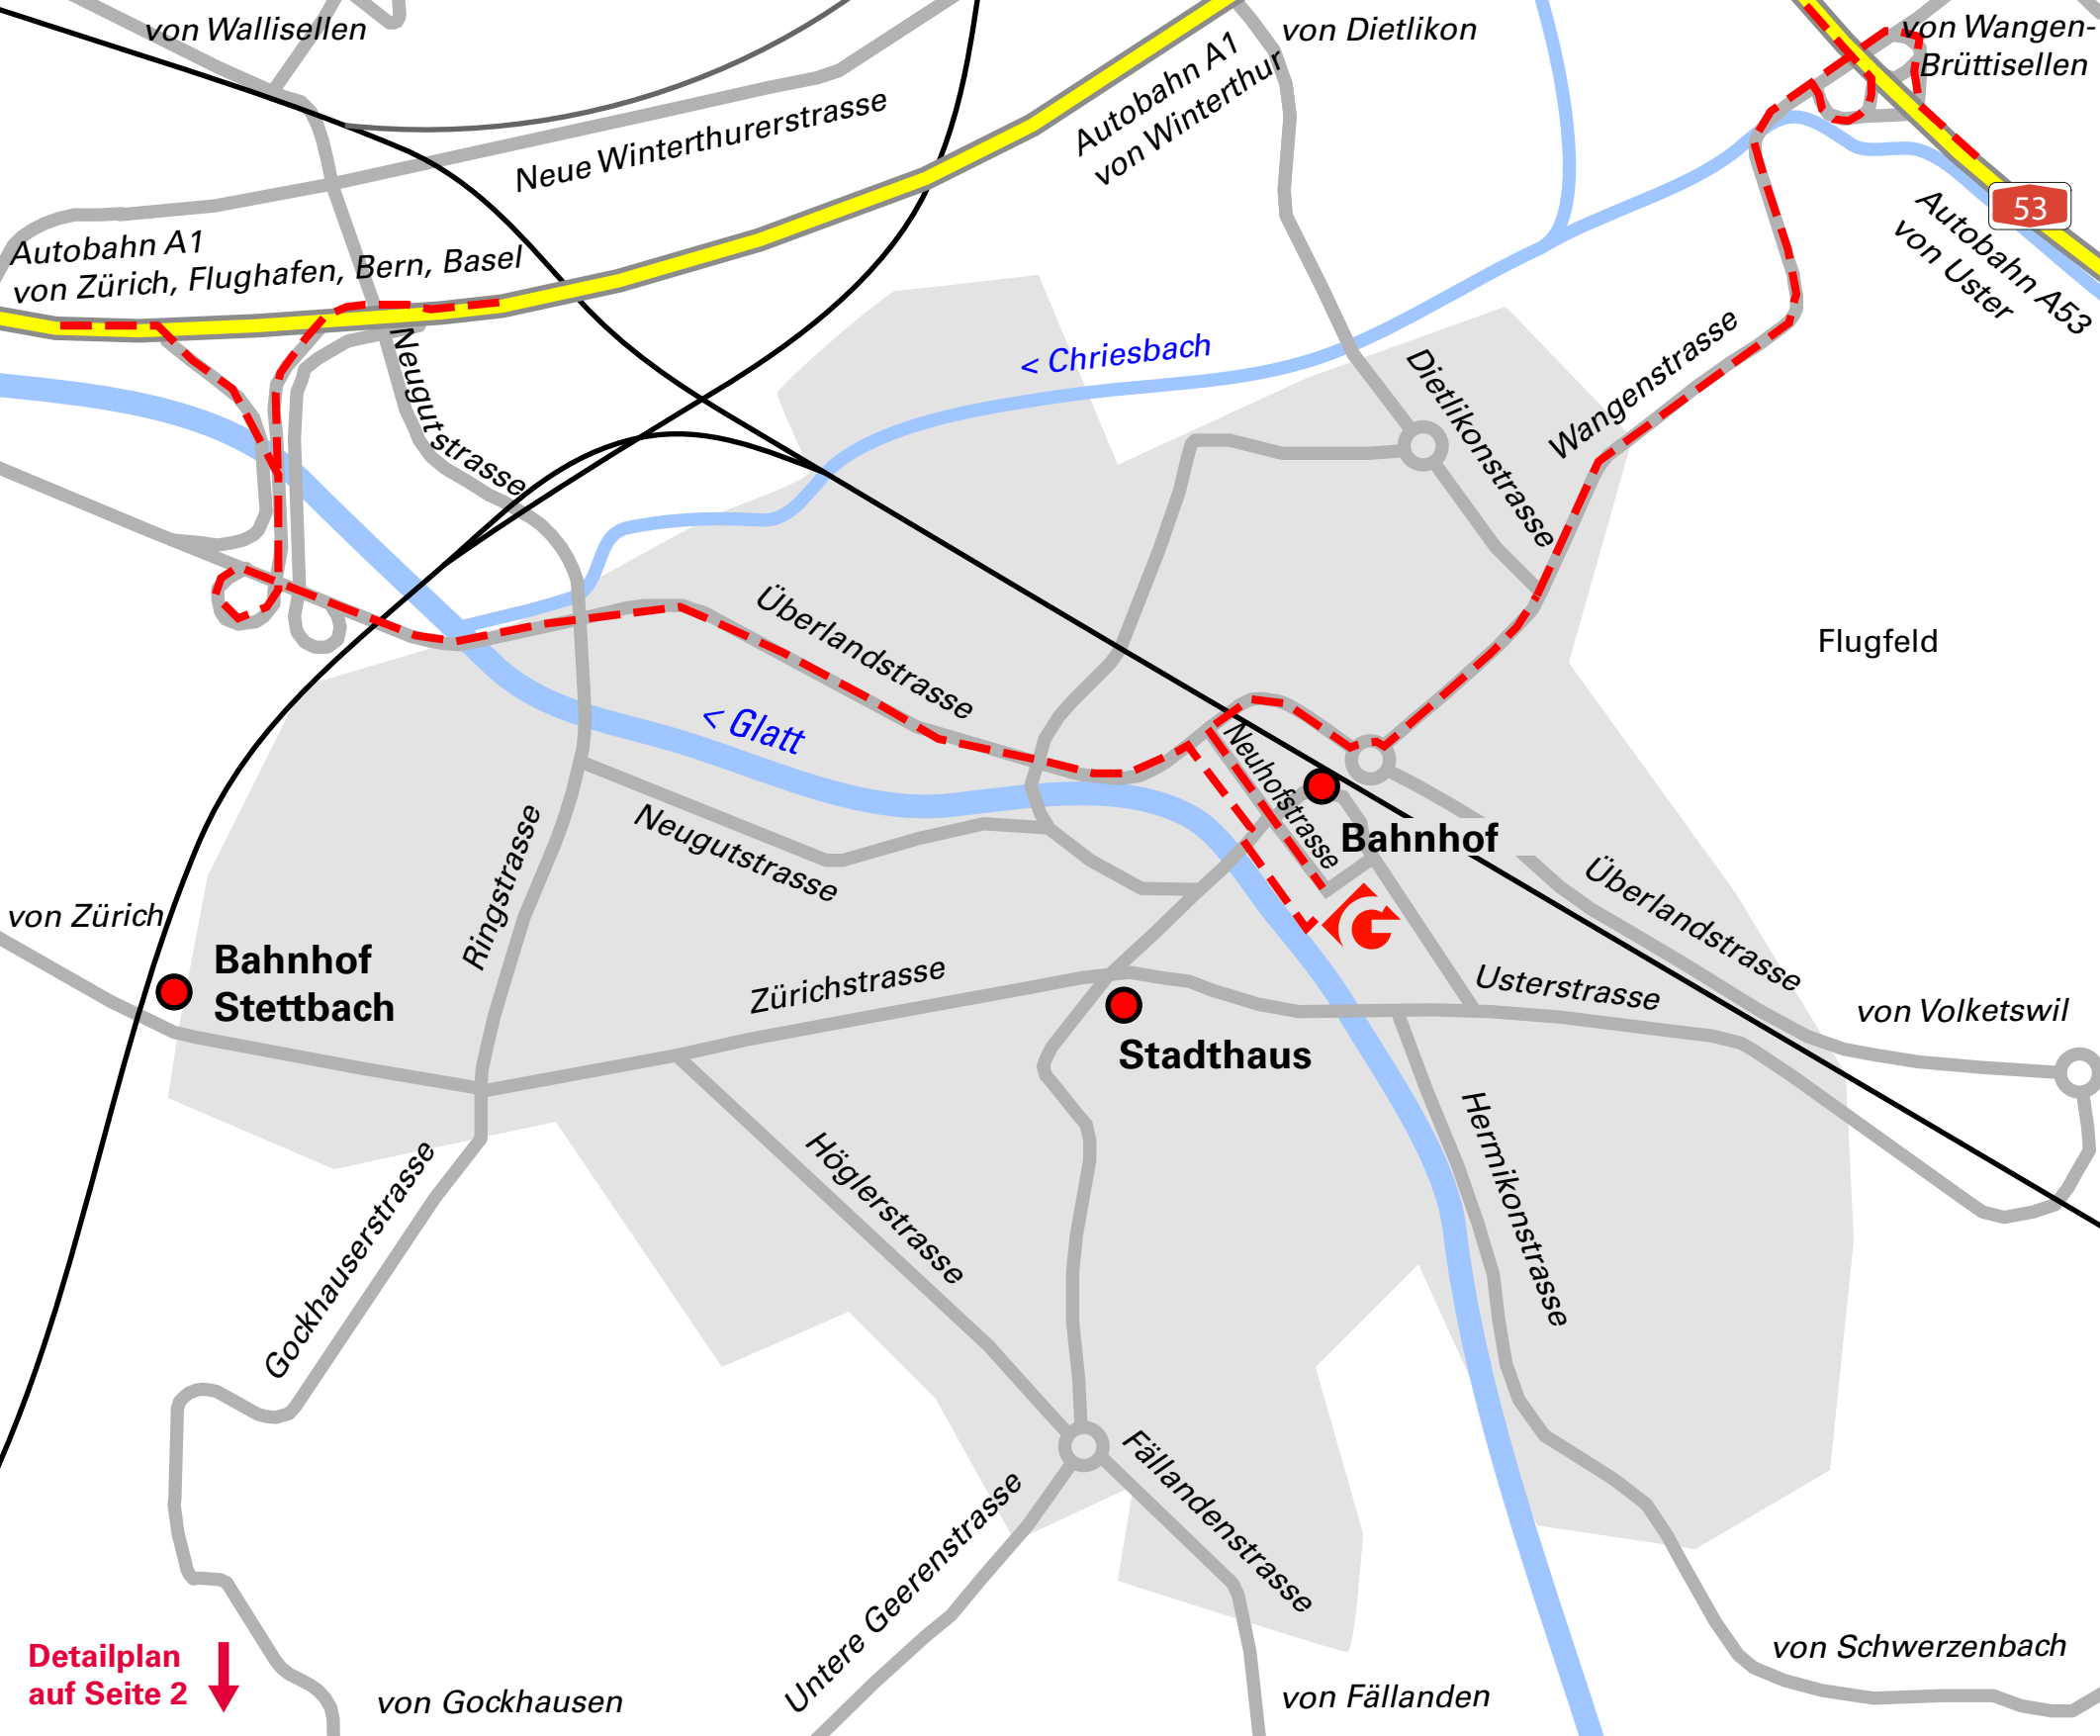 von Wallisellen
von Dietlikon
von Wangen-
Brüttisellen
Neue Winterthurerstrasse
Autobahn A1
von Winterthur
Autobahn A1
von Zürich, Flughafen, Bern, Basel
53
Autobahn A53
von Uster
Neugutstrasse
< Chriesbach
Dietlikonstrasse
Wangenstrasse
Überlandstrasse
Flugfeld
< Glatt
Neuhofstrasse
Bahnhof
Neugutstrasse
Ringstrasse
Überlandstrasse
von Zürich
Bahnhof
Stettbach
Zürichstrasse
Usterstrasse
von Volketswil
Stadthaus
Hermikonstrasse
Höglerstrasse
Gockhauserstrasse
Fällandenstrasse
Untere Geerenstrasse
Detailplan
auf Seite 2
von Gockhausen
von Fällanden
von Schwerzenbach